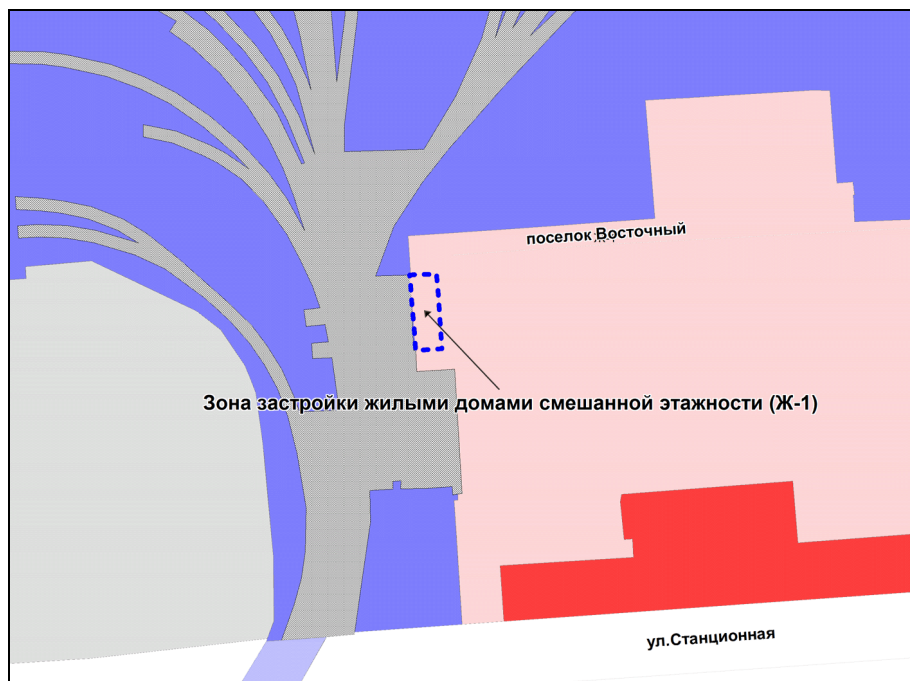 поселок Восточный
Зона застройки жилыми домами смешанной этажности (Ж-1)
ул.Станционная